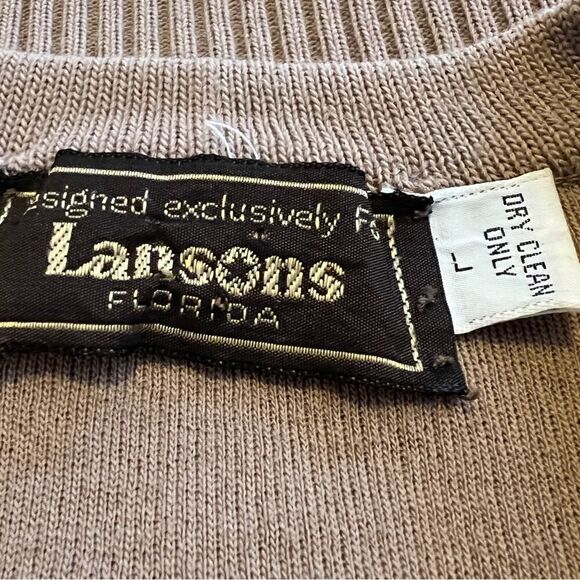 esigned exclusively Fo
Lansons
FLORIDA
DRY CLEAN
ONLY
L